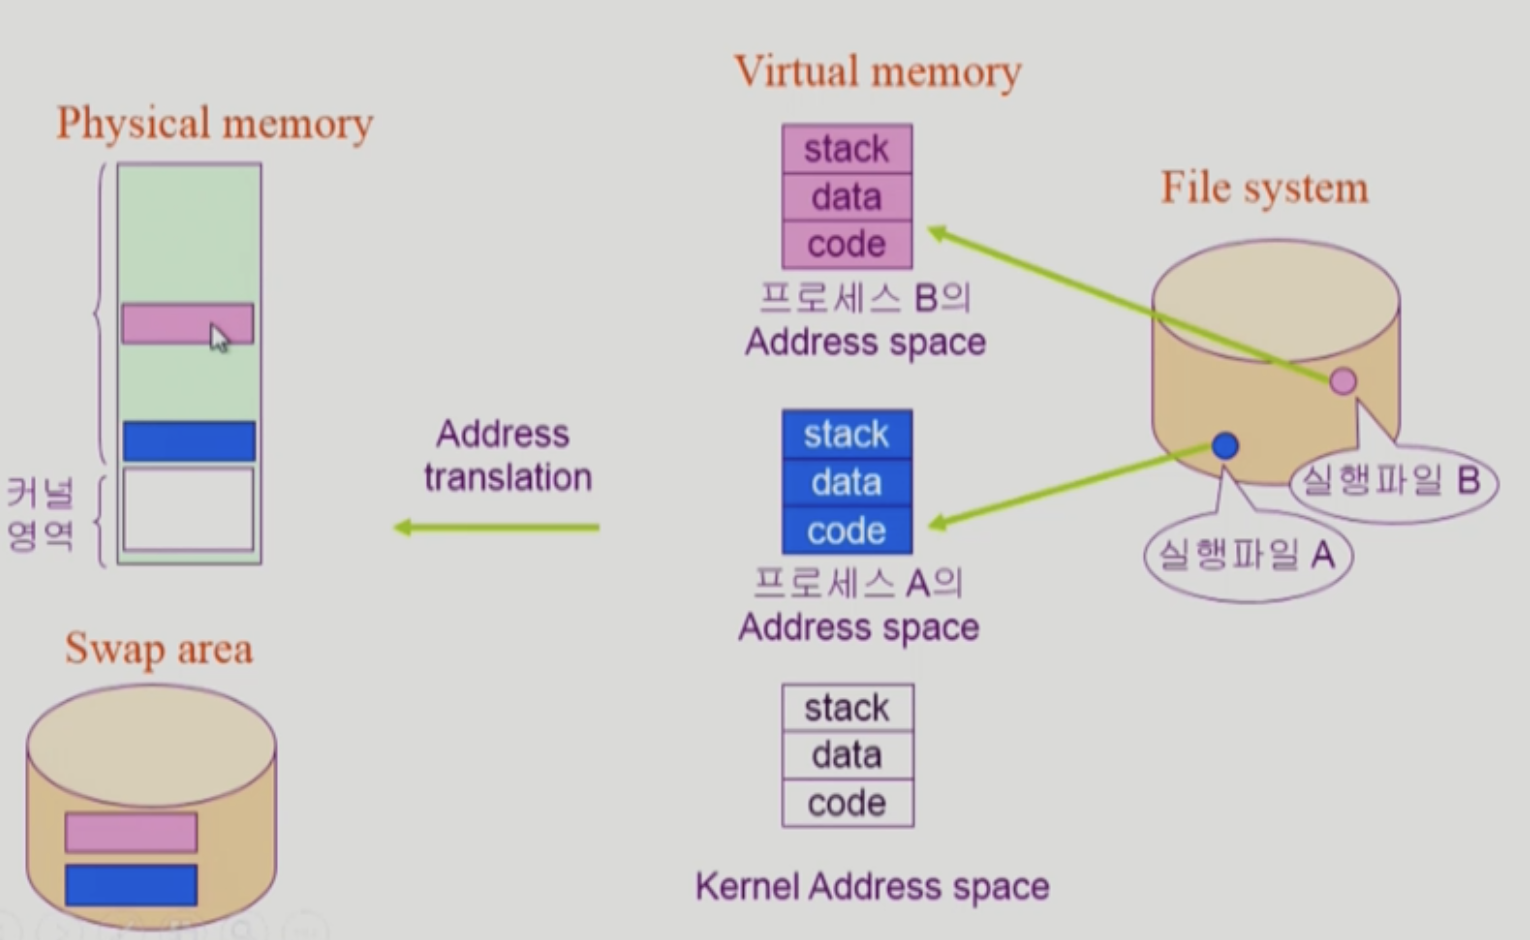 Virtual memory
Physical memory
File system
stack
data
code
프로세스 B의
Address space
Address
translation
stack
data
code
프로세스 A의
Address space
실행파일 B
실행파일 A
커널
영역
Swap area
stack
data
code
Kernel Address space